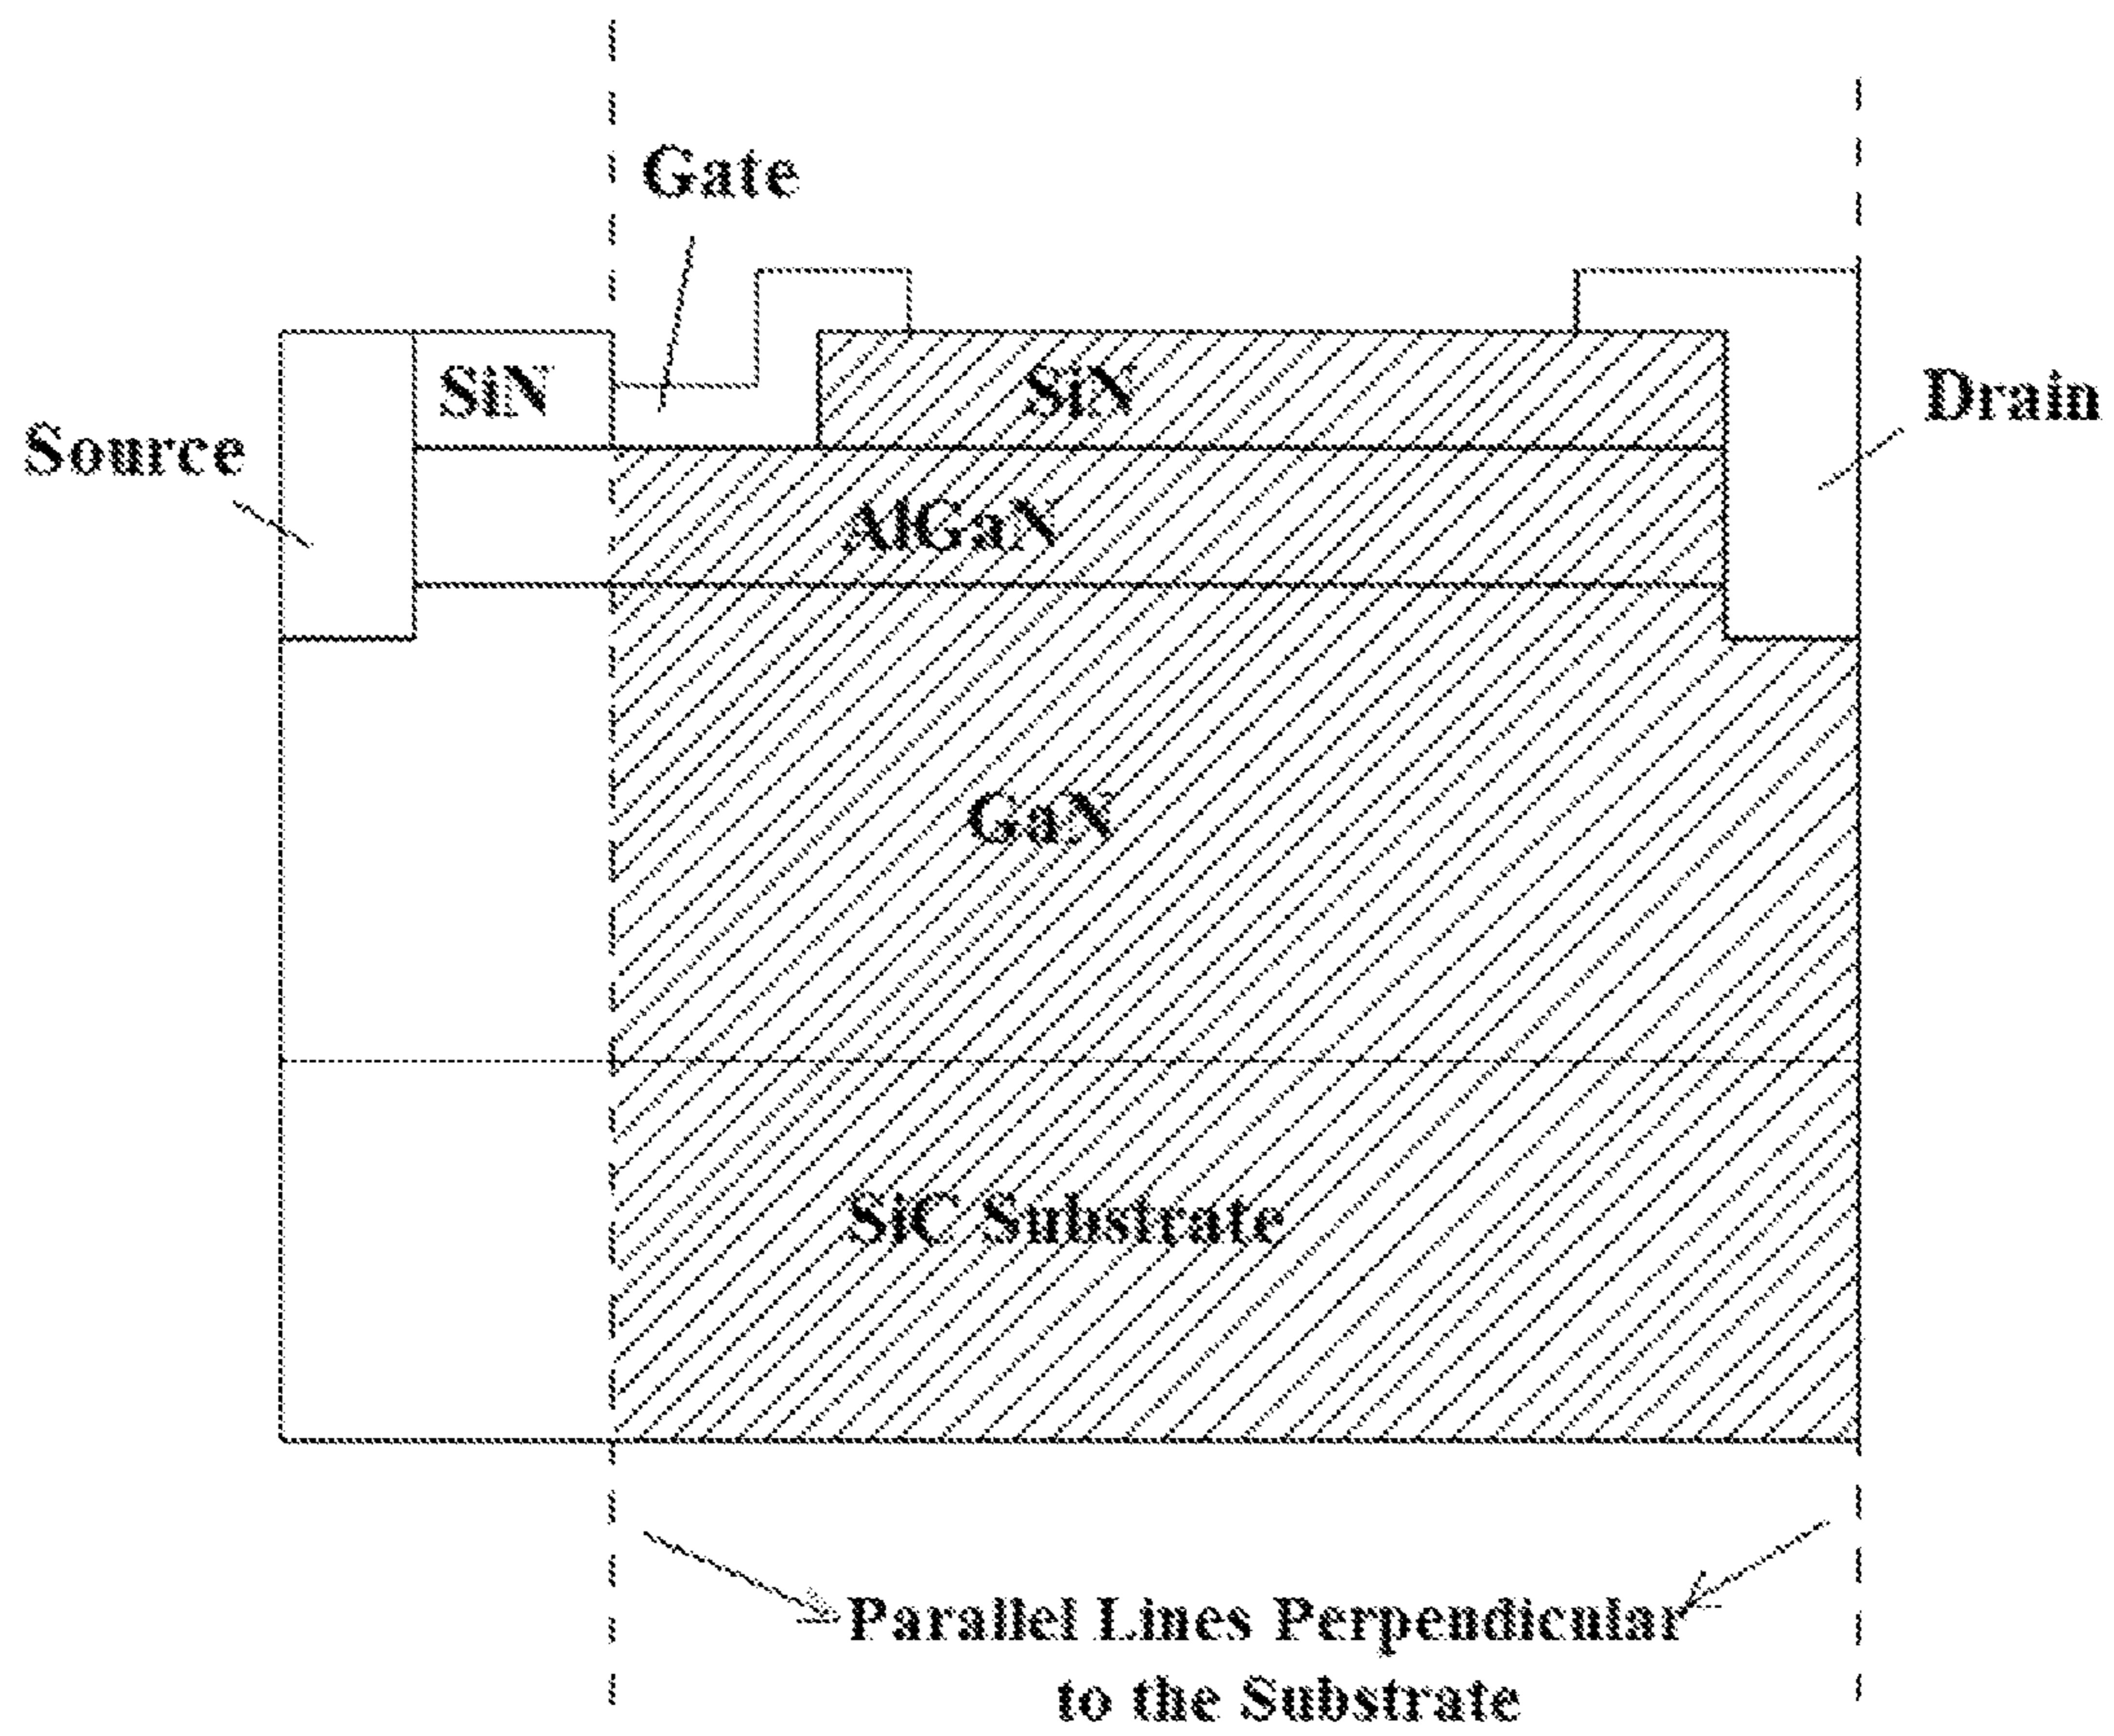 Gate
SiN
SiN
Source
Drain
AlGaN
GaN
SiC Substrate
Parallel Lines Perpendicular
to the Substrate